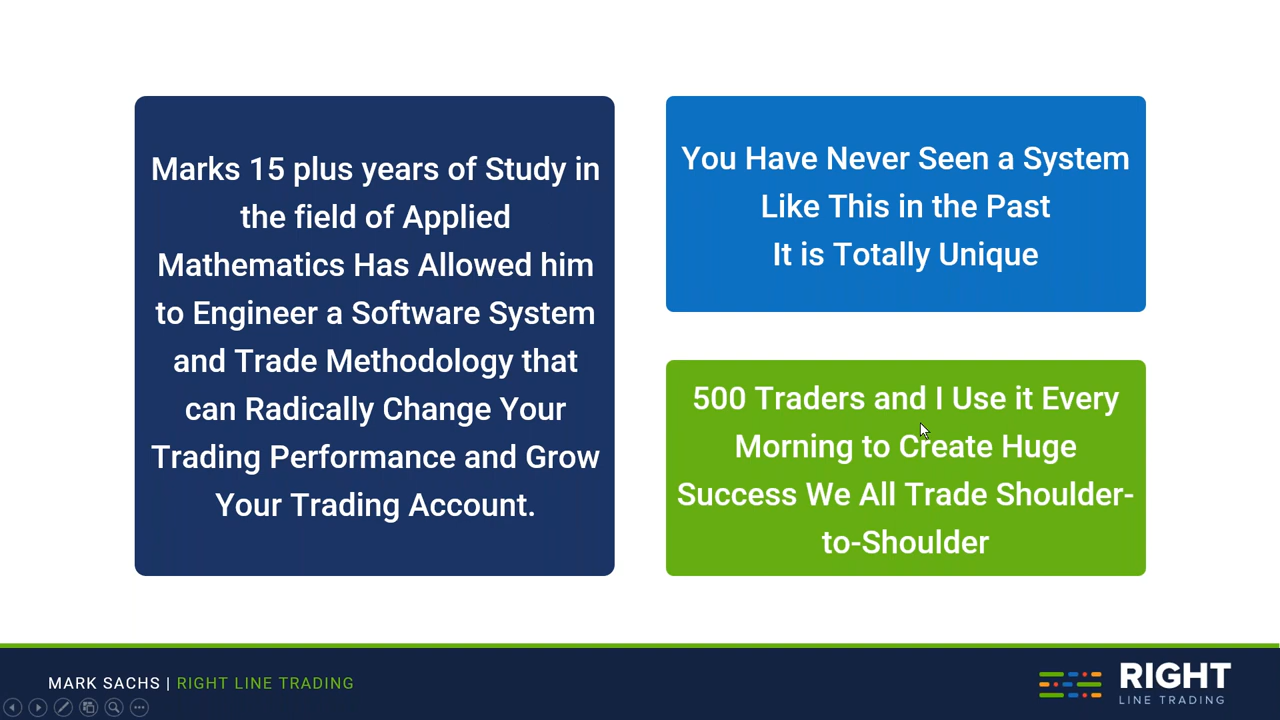 Marks 15 plus years of Study in
the field of Applied
Mathematics Has Allowed him
to Engineer a Software System
and Trade Methodology that
can Radically Change Your
Trading Performance and Grow
Your Trading Account.
You Have Never Seen a System
Like This in the Past
It is Totally Unique
500 Traders and I Use it Every
Morning to Create Huge
Success We All Trade Shoulder-
to-Shoulder
MARK SACHS | RIGHT LINE TRADING
RIGHT
LINE TRADING